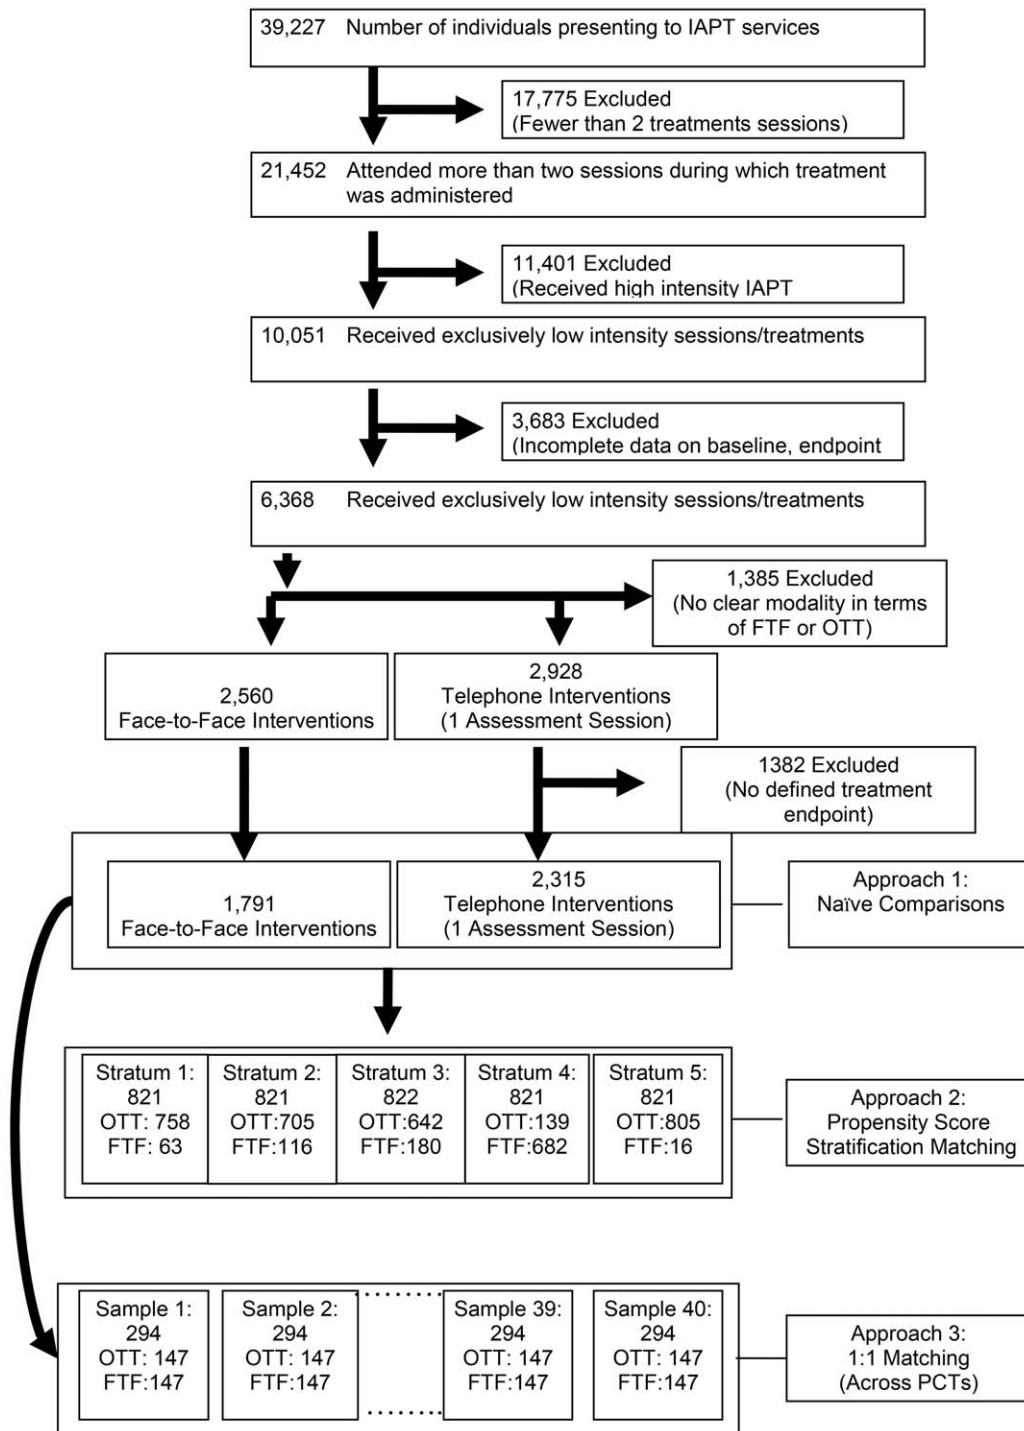 39,227 Number of individuals presenting to IAPT services
17,775 Excluded
(Fewer than 2 treatments sessions)
21,452 Attended more than two sessions during which treatment
was administered
11,401 Excluded
(Received high intensity IAPT
10,051 Received exclusively low intensity sessions/treatments
3,683 Excluded
(Incomplete data on baseline, endpoint
6,368 Received exclusively low intensity sessions/treatments
1,385 Excluded
(No clear modality in terms
of FTF or OTT)
2,560
Face-to-Face Interventions
2,928
Telephone Interventions
(1 Assessment Session)
1382 Excluded
(No defined treatment
endpoint)
1,791
Face-to-Face Interventions
2,315
Telephone Interventions
(1 Assessment Session)
Approach 1:
Naïve Comparisons
Stratum 1:
821
OTT: 758
FTF: 63
Stratum 2:
821
OTT:705
FTF:116
Stratum 3:
822
OTT:642
FTF:180
Stratum 4:
821
OTT:139
FTF:682
Stratum 5:
821
OTT:805
FTF:16
Approach 2:
Propensity Score
Stratification Matching
Sample 1:
294
OTT: 147
FTF:147
Sample 2:
294
OTT: 147
FTF:147
Sample 39:
294
OTT: 147
FTF:147
Sample 40:
294
OTT: 147
FTF:147
Approach 3:
1:1 Matching
(Across PCTs)